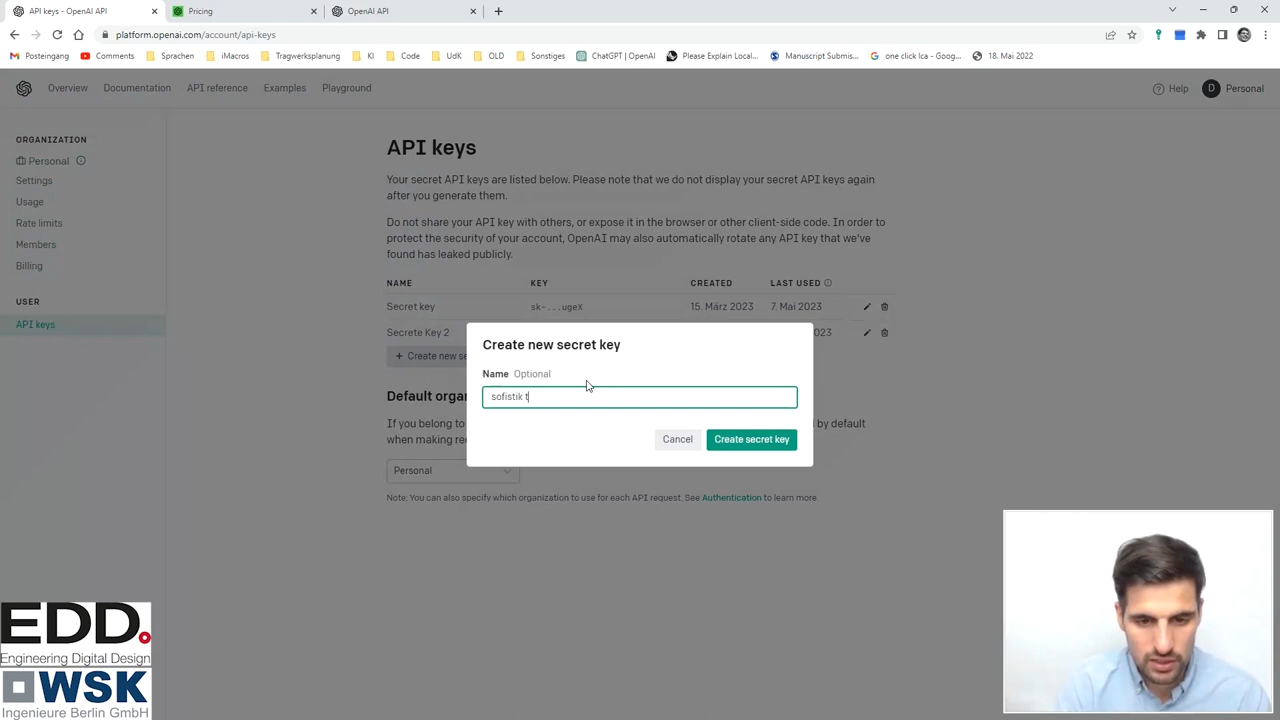 API keys - OpenAI API
Pricing
OpenAI API
platform.openai.com/account/api-keys
Posteingang
Comments
Sprachen
iMacros
Tragwerksplanung
KI
Code
UdK
OLD
Sonstiges
ChatGPT | OpenAI
Please Explain Local...
Manuscript Submis...
one click lca - Goog...
18. Mai 2022
Overview
Documentation
API reference
Examples
Playground
Help
D
Personal
ORGANIZATION
Personal
Settings
Usage
Rate limits
Members
Billing
USER
API keys
API keys
Your secret API keys are listed below. Please note that we do not display your secret API keys again
after you generate them.
Do not share your API key with others, or expose it in the browser or other client-side code. In order to
protect the security of your account, OpenAI may also automatically rotate any API key that we've
found has leaked publicly.
NAME KEY CREATED LAST USED
Secret key sk-...ugeX 15. März 2023 7. Mai 2023
Secrete Key 2 2023
+ Create new se
Create new secret key
Name Optional
sofistik t
Cancel
Create secret key
Default organ
If you belong to
d by default
when making re
Personal
Note: You can also specify which organization to use for each API request. See Authentication to learn more.
EDD.
Engineering Digital Design
WSK
Ingenieure Berlin GmbH